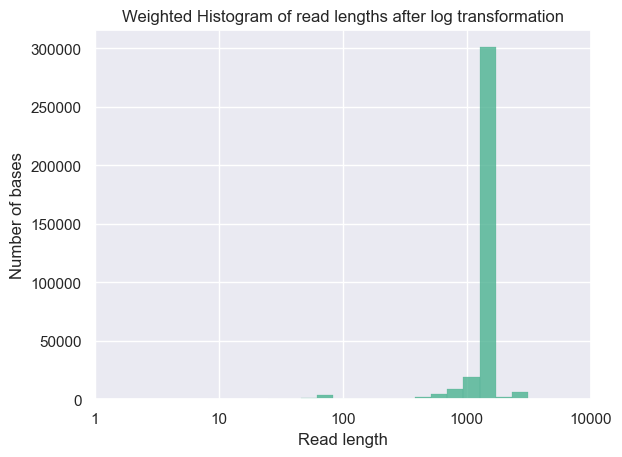 Weighted Histogram of read lengths after log transformation
300000
250000
200000
150000
100000
50000
0
Number of bases
1 10 100 1000 10000
Read length